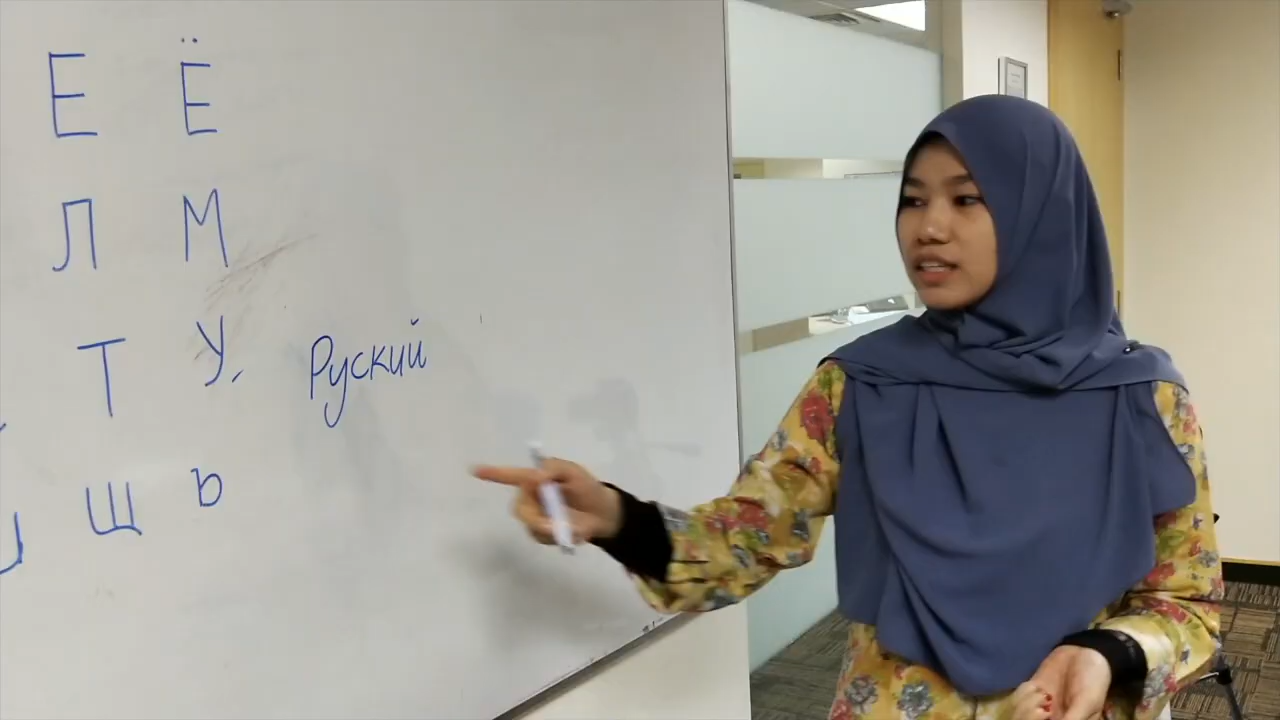 Е Ё
Л М
Т У
Руский
Щ Ъ